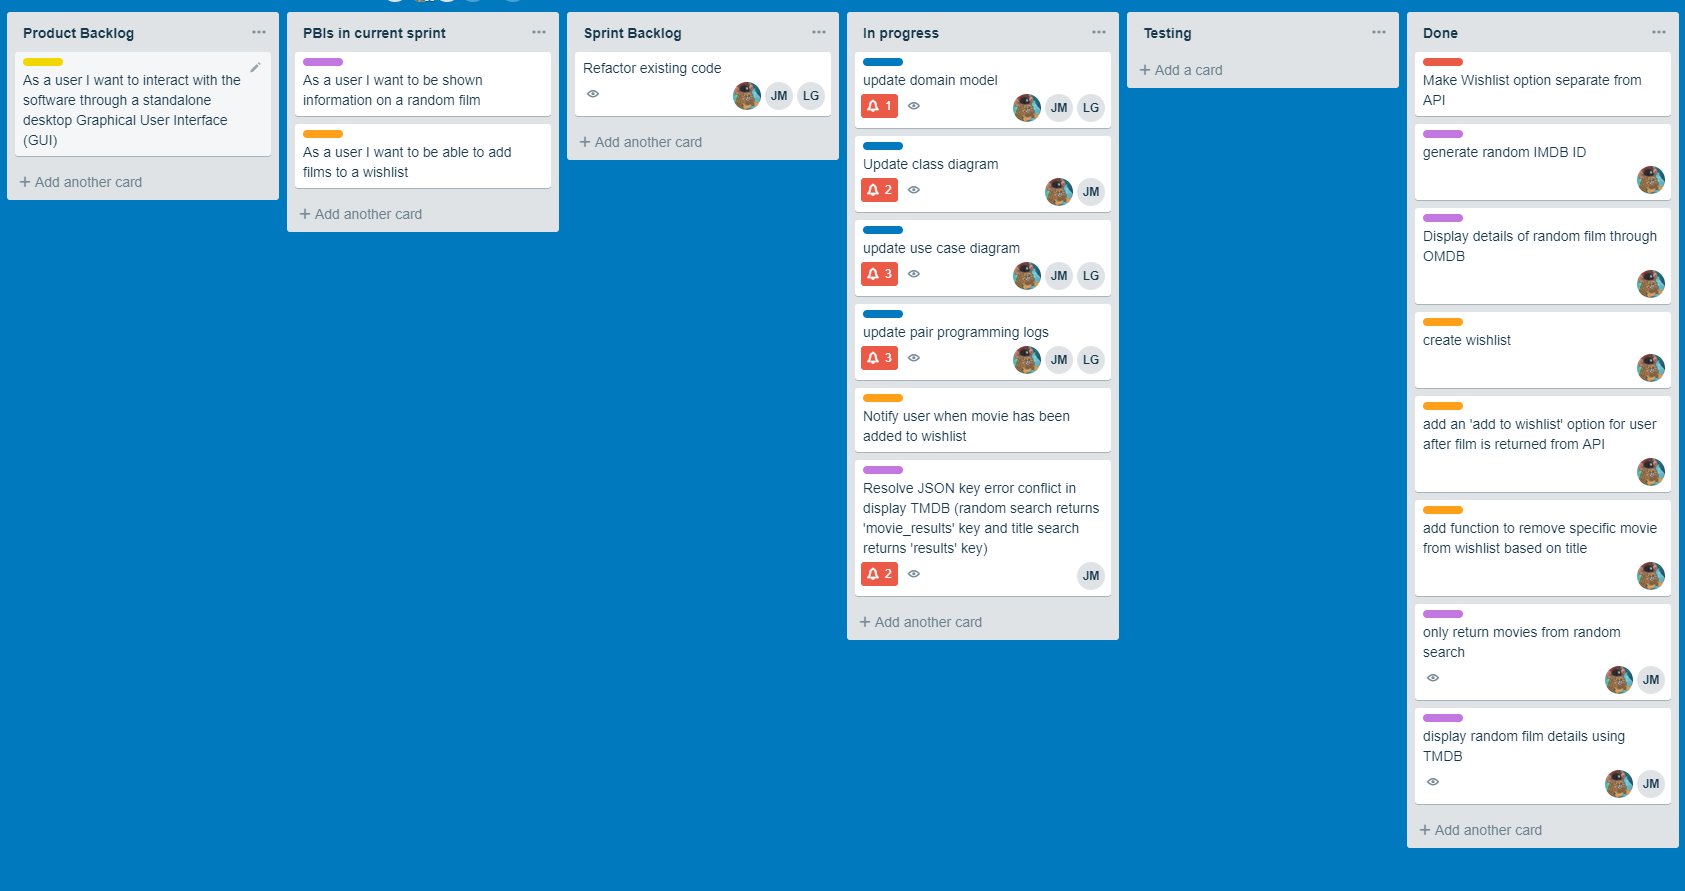 Product Backlog
As a user I want to interact with the
software through a standalone
desktop Graphical User Interface
(GUI)
+ Add another card
PBIs in current sprint
As a user I want to be shown
information on a random film
As a user I want to be able to add
films to a wishlist
+ Add another card
Sprint Backlog
Refactor existing code
JM LG
+ Add another card
In progress
update domain model
1 JM LG
Update class diagram
2 JM
update use case diagram
3 JM LG
update pair programming logs
3 JM LG
Notify user when movie has been
added to wishlist
Resolve JSON key error conflict in
display TMDB (random search returns
'movie_results' key and title search
returns 'results' key)
2 JM
+ Add another card
Testing
+ Add a card
Done
Make Wishlist option separate from
API
generate random IMDB ID
Display details of random film through
OMDB
create wishlist
add an 'add to wishlist' option for user
after film is returned from API
add function to remove specific movie
from wishlist based on title
only return movies from random
search
JM
display random film details using
TMDB
JM
+ Add another card